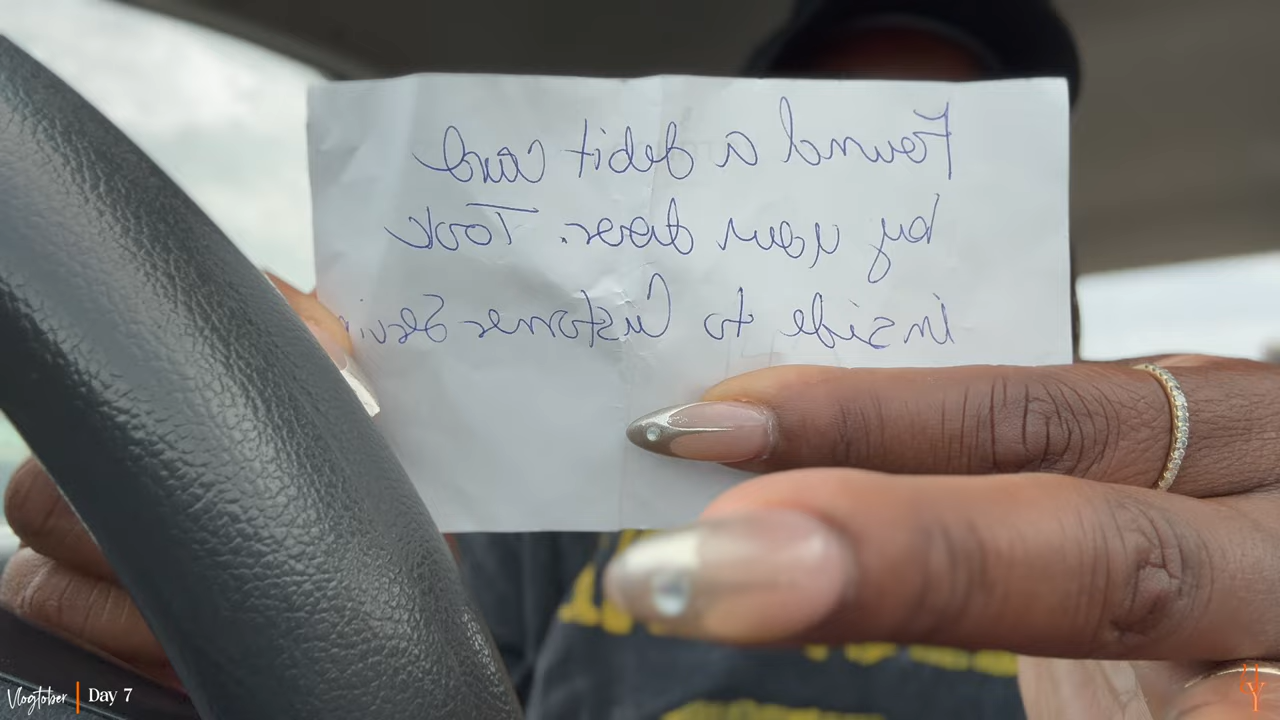 Found a debit card
by your door. Took
inside to Customer
Vlogtober | Day 7